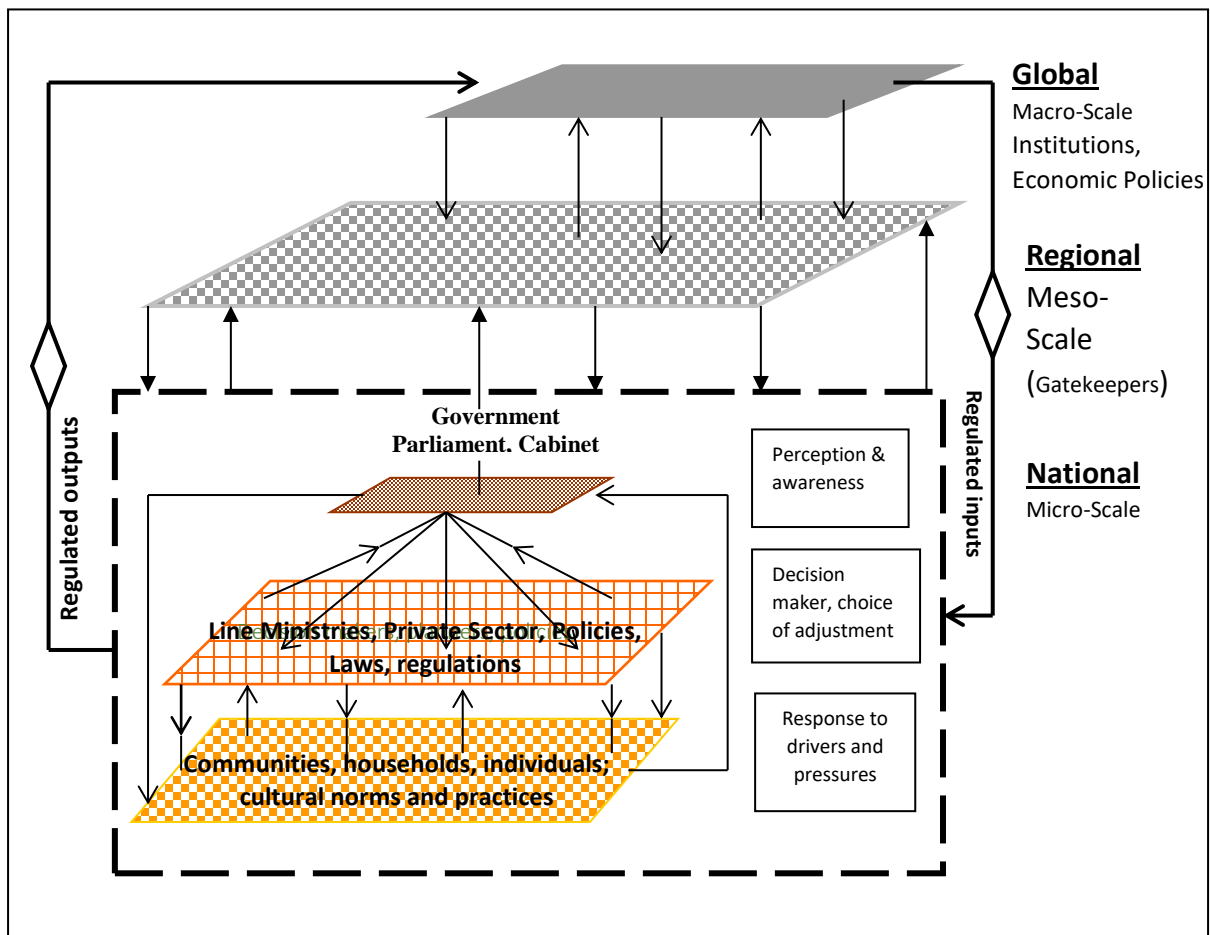 Global
Macro-Scale
Institutions,
Economic Policies
Regional
Meso-
Scale
(Gatekeepers)
National
Micro-Scale
Regulated outputs
Regulated inputs
Government
Parliament. Cabinet
Line Ministries, Private Sector, Policies,
Laws, regulations
Communities, households, individuals;
cultural norms and practices
Perception &
awareness
Decision
maker, choice
of adjustment
Response to
drivers and
pressures